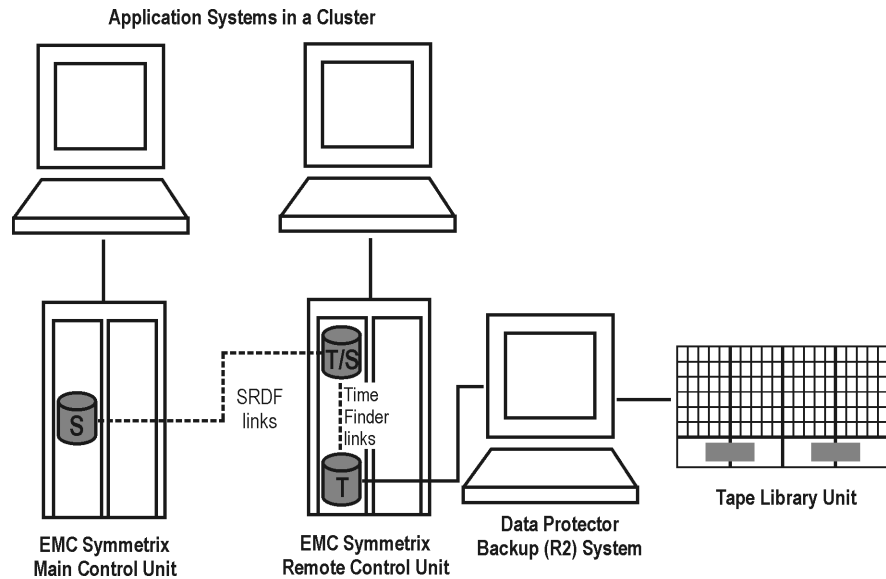 Application Systems in a Cluster
T/S
SRDF
links
Time
Finder
links
S
T
EMC Symmetrix
Main Control Unit
EMC Symmetrix
Remote Control Unit
Data Protector
Backup (R2) System
Tape Library Unit